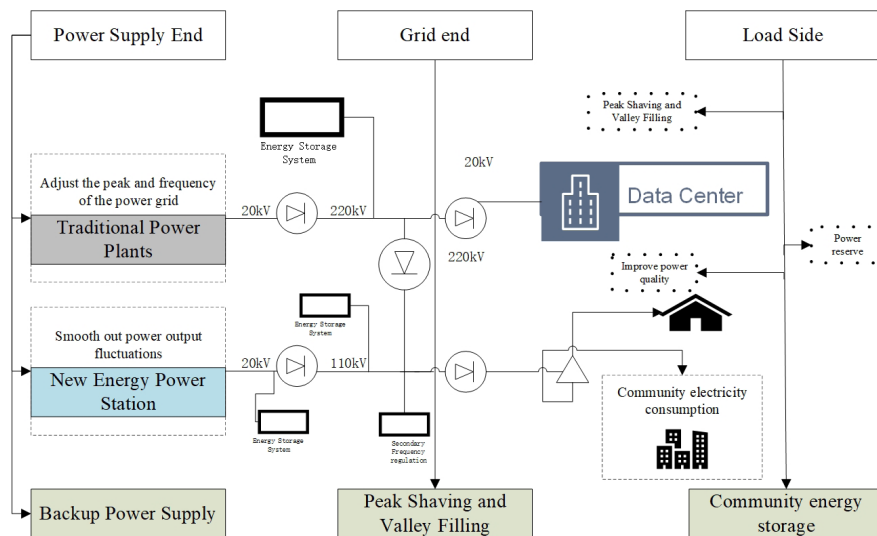 Power Supply End
Grid end
Load Side
Peak Shaving and
Valley Filling
Energy Storage
System
20kV
Data Center
Adjust the peak and frequency
of the power grid
20kV
220kV
Traditional Power
Plants
Power
reserve
220kV
Improve power
quality
Energy Storage
System
Smooth out power output
fluctuations
20kV
110kV
New Energy Power
Station
Community electricity
consumption
Energy Storage
System
Secondary
Frequency
regulation
Backup Power Supply
Peak Shaving and
Valley Filling
Community energy
storage